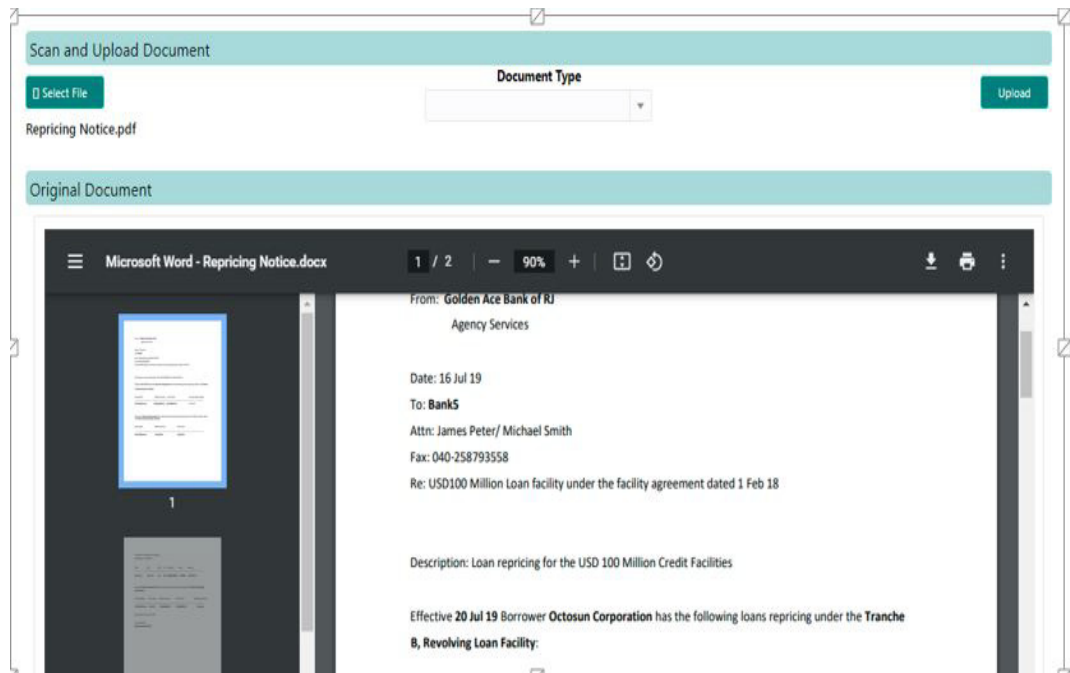 Scan and Upload Document
Document Type
Select File
Upload
Repricing Notice.pdf
Original Document
Microsoft Word - Repricing Notice.docx
1 / 2
90%
From: Golden Ace Bank of RJ
Agency Services
Date: 16 Jul 19
To: Bank5
Attn: James Peter/ Michael Smith
Fax: 040-258793558
Re: USD100 Million Loan facility under the facility agreement dated 1 Feb 18
1
Description: Loan repricing for the USD 100 Million Credit Facilities
Effective 20 Jul 19 Borrower Octosun Corporation has the following loans repricing under the Tranche
B, Revolving Loan Facility: